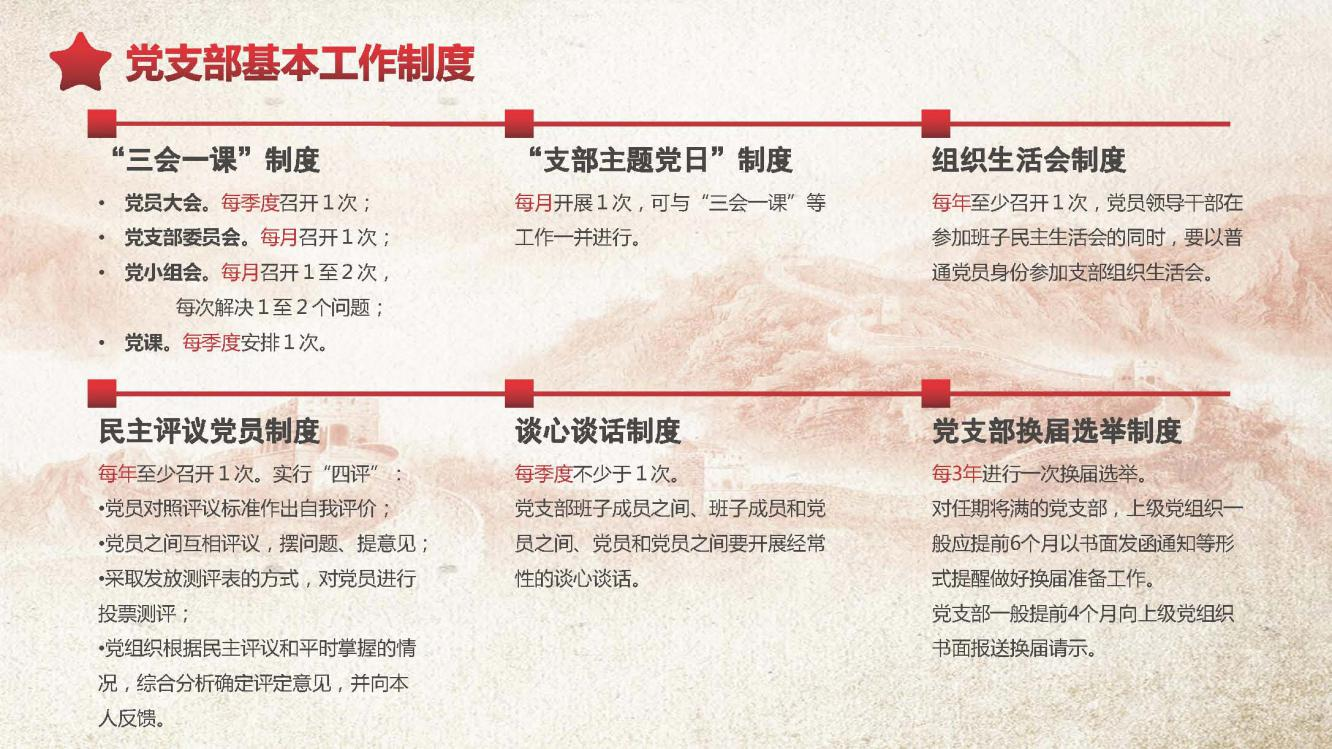 党支部基本工作制度
“三会一课”制度
• 党员大会。每季度召开1次；
• 党支部委员会。每月召开1次；
• 党小组会。每月召开1至2次，
每次解决1至2个问题；
• 党课。每季度安排1次。
“支部主题党日”制度
每月开展1次，可与“三会一课”等
工作一并进行。
组织生活会制度
每年至少召开1次，党员领导干部在
参加班子民主生活会的同时，要以普
通党员身份参加支部组织生活会。
民主评议党员制度
每年至少召开1次。实行“四评”：
•党员对照评议标准作出自我评价；
•党员之间互相评议，摆问题、提意见；
•采取发放测评表的方式，对党员进行
投票测评；
•党组织根据民主评议和平时掌握的情
况，综合分析确定评定意见，并向本
人反馈。
谈心谈话制度
每季度不少于1次。
党支部班子成员之间、班子成员和党
员之间、党员和党员之间要开展经常
性的谈心谈话。
党支部换届选举制度
每3年进行一次换届选举。
对任期将满的党支部，上级党组织一
般应提前6个月以书面发函通知等形
式提醒做好换届准备工作。
党支部一般提前4个月向上级党组织
书面报送换届请示。